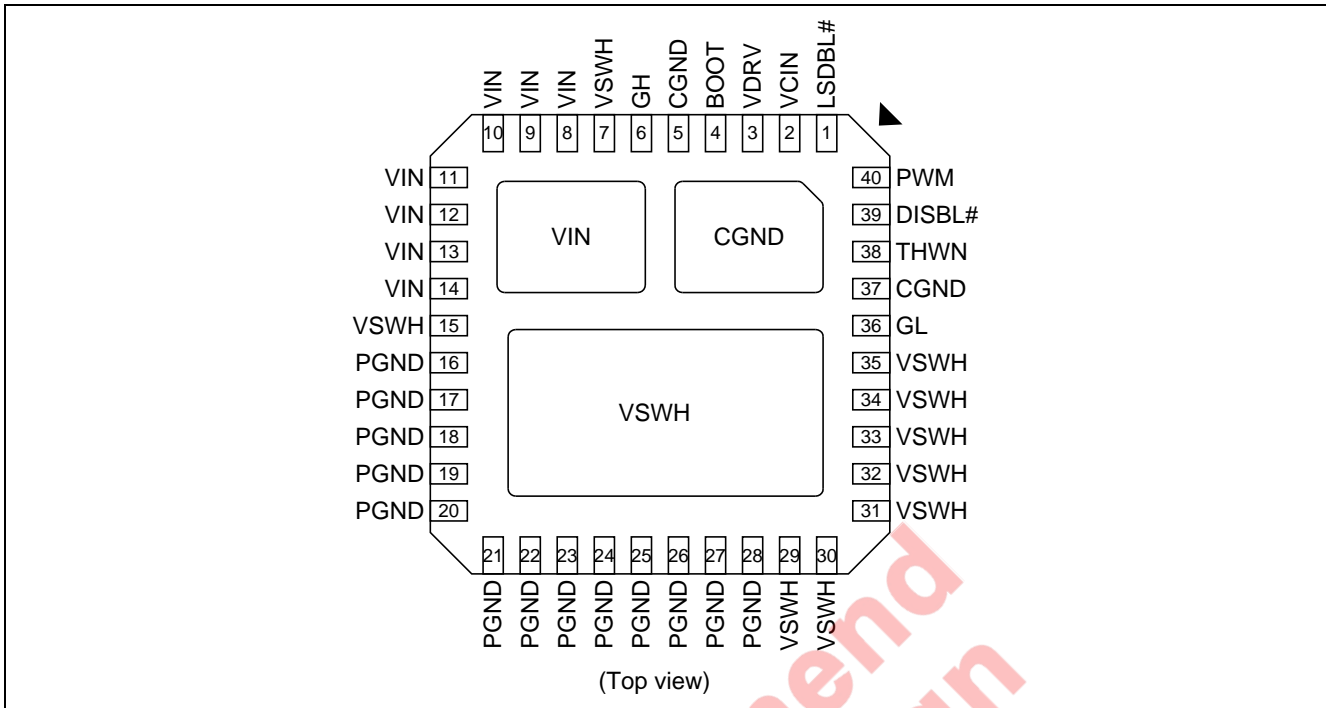 VIN VIN VIN VSWH GH CGND BOOT VDRV VCIN LSDBL#
10 9 8 7 6 5 4 3 2 1
VIN 11 40 PWM
VIN 12 39 DISBL#
VIN 13 38 THWN
VIN 14 37 CGND
VIN CGND
VSWH 15 36 GL
PGND 16 35 VSWH
PGND 17 34 VSWH
PGND 18 33 VSWH
PGND 19 32 VSWH
PGND 20 31 VSWH
VSWH
21 22 23 24 25 26 27 28 29 30
PGND PGND PGND PGND PGND PGND PGND PGND VSWH VSWH
(Top view)
mend
gn